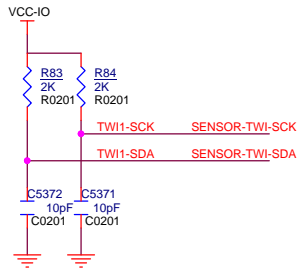 VCC-IO
R83 R84
2K 2K
R0201 R0201
TWI1-SCK SENSOR-TWI-SCK
TWI1-SDA SENSOR-TWI-SDA
C5372 C5371
10pF 10pF
C0201 C0201